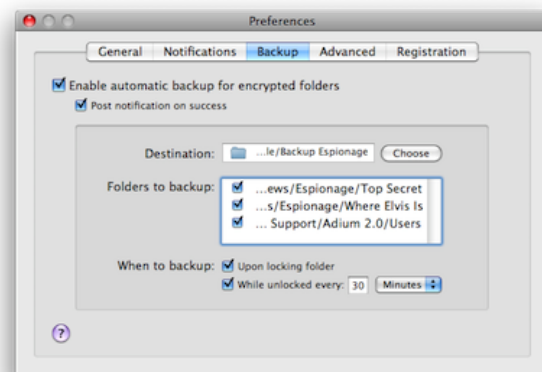 Preferences
General Notifications Backup Advanced Registration
Enable automatic backup for encrypted folders
Post notification on success
Destination: ...le/Backup Espionage Choose
Folders to backup: ...ews/Espionage/Top Secret
...s/Espionage/Where Elvis Is
... Support/Adium 2.0/Users
When to backup: Upon locking folder
While unlocked every: 30 Minutes
?